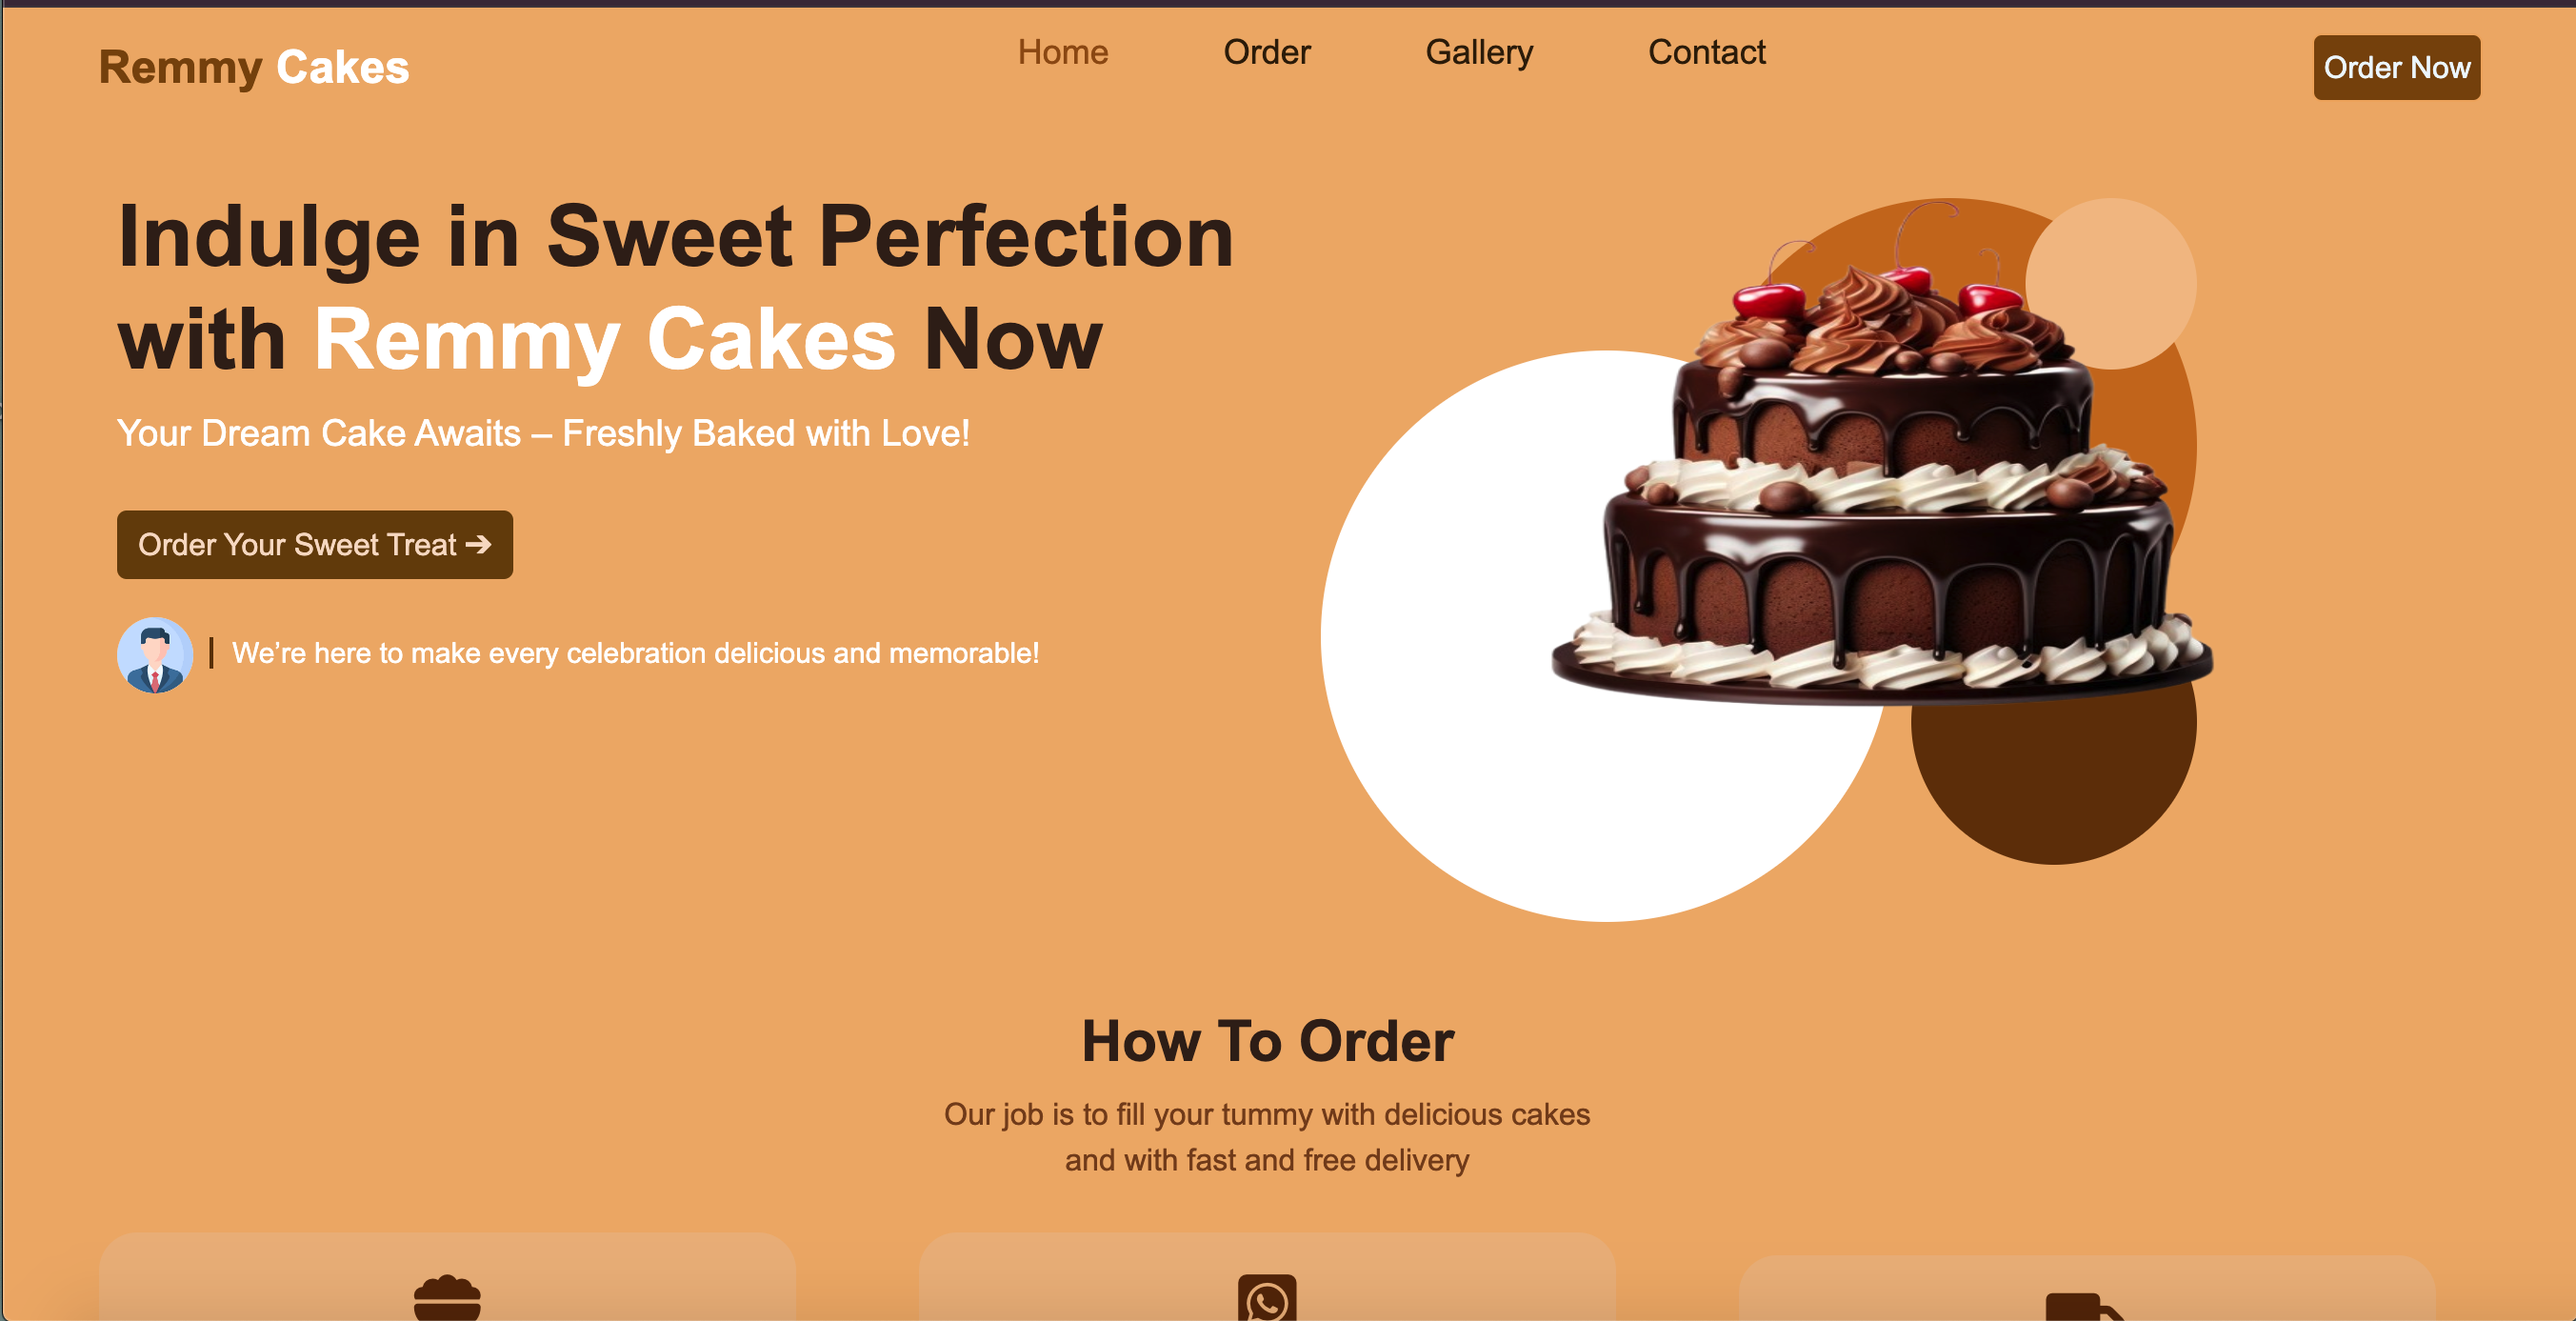 Remmy Cakes
Home Order Gallery Contact
Order Now
Indulge in Sweet Perfection
with Remmy Cakes Now
Your Dream Cake Awaits – Freshly Baked with Love!
Order Your Sweet Treat ➔
We’re here to make every celebration delicious and memorable!
How To Order
Our job is to fill your tummy with delicious cakes
and with fast and free delivery